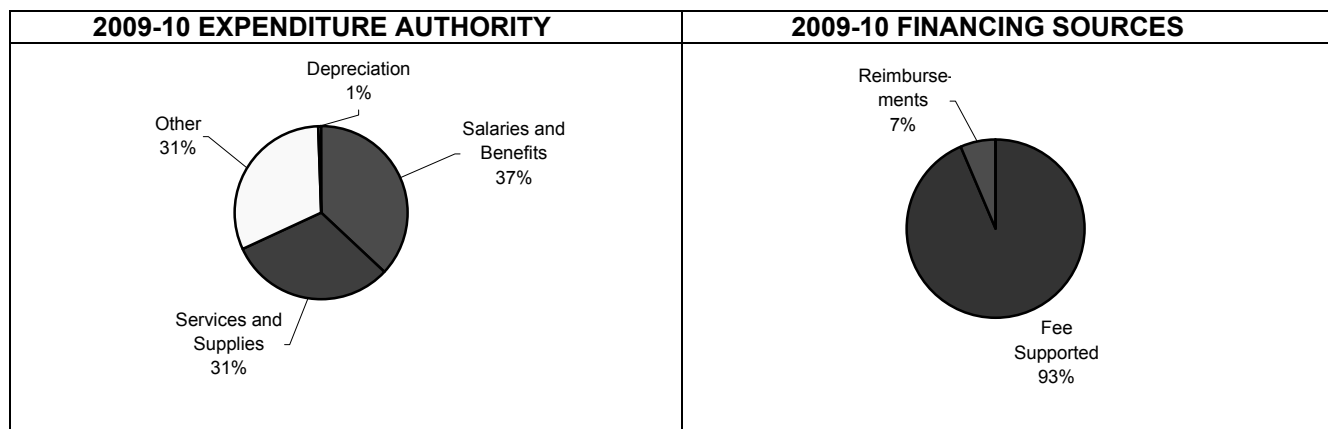 2009-10 EXPENDITURE AUTHORITY
Depreciation
1%
Other
31%
Salaries and
Benefits
37%
Services and
Supplies
31%
2009-10 FINANCING SOURCES
Reimburse-
ments
7%
Fee
Supported
93%